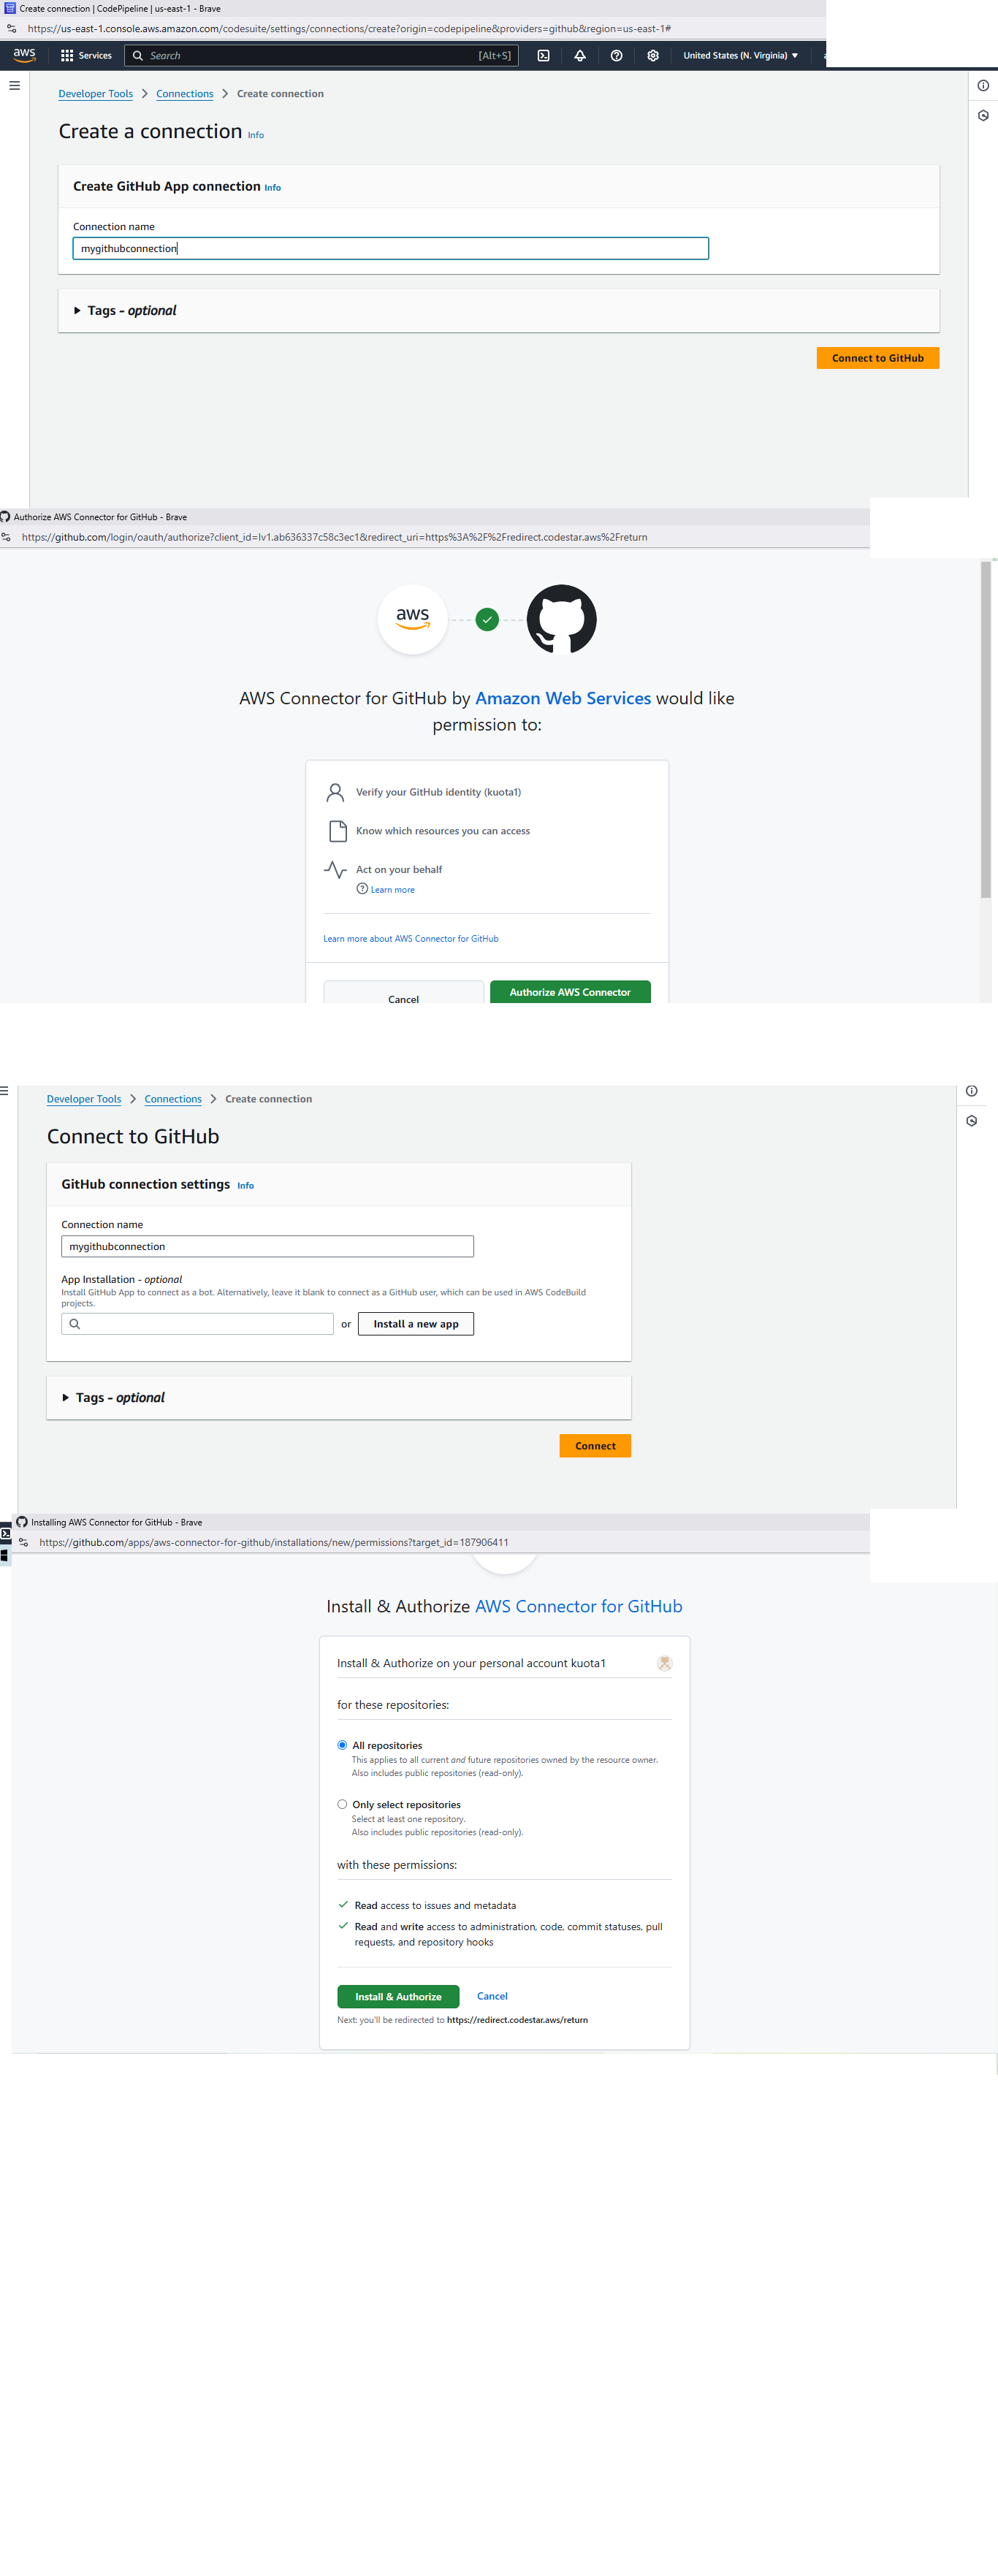 Create connection | CodePipeline | us-east-1 - Brave
https://us-east-1.console.aws.amazon.com/codesuite/settings/connections/create?origin=codepipeline&providers=github&region=us-east-1#
aws Services Search [Alt+S] United States (N. Virginia)
Developer Tools > Connections > Create connection
Create a connection Info
Create GitHub App connection Info
Connection name
mygithubconnection
Tags - optional
Connect to GitHub
Authorize AWS Connector for GitHub - Brave
https://github.com/login/oauth/authorize?client_id=Iv1.ab636337c58c3ec1&redirect_uri=https%3A%2F%2Fredirect.codestar.aws%2Freturn
aws
AWS Connector for GitHub by Amazon Web Services would like
permission to:
Verify your GitHub identity (kuota1)
Know which resources you can access
Act on your behalf
Learn more
Learn more about AWS Connector for GitHub
Cancel Authorize AWS Connector
Developer Tools > Connections > Create connection
Connect to GitHub
GitHub connection settings Info
Connection name
mygithubconnection
App Installation - optional
Install GitHub App to connect as a bot. Alternatively, leave it blank to connect as a GitHub user, which can be used in AWS CodeBuild
projects.
or Install a new app
Tags - optional
Connect
Installing AWS Connector for GitHub - Brave
https://github.com/apps/aws-connector-for-github/installations/new/permissions?target_id=187906411
Install & Authorize AWS Connector for GitHub
Install & Authorize on your personal account kuota1
for these repositories:
All repositories
This applies to all current and future repositories owned by the resource owner.
Also includes public repositories (read-only).
Only select repositories
Select at least one repository.
Also includes public repositories (read-only).
with these permissions:
Read access to issues and metadata
Read and write access to administration, code, commit statuses, pull
requests, and repository hooks
Install & Authorize Cancel
Next: you'll be redirected to https://redirect.codestar.aws/return